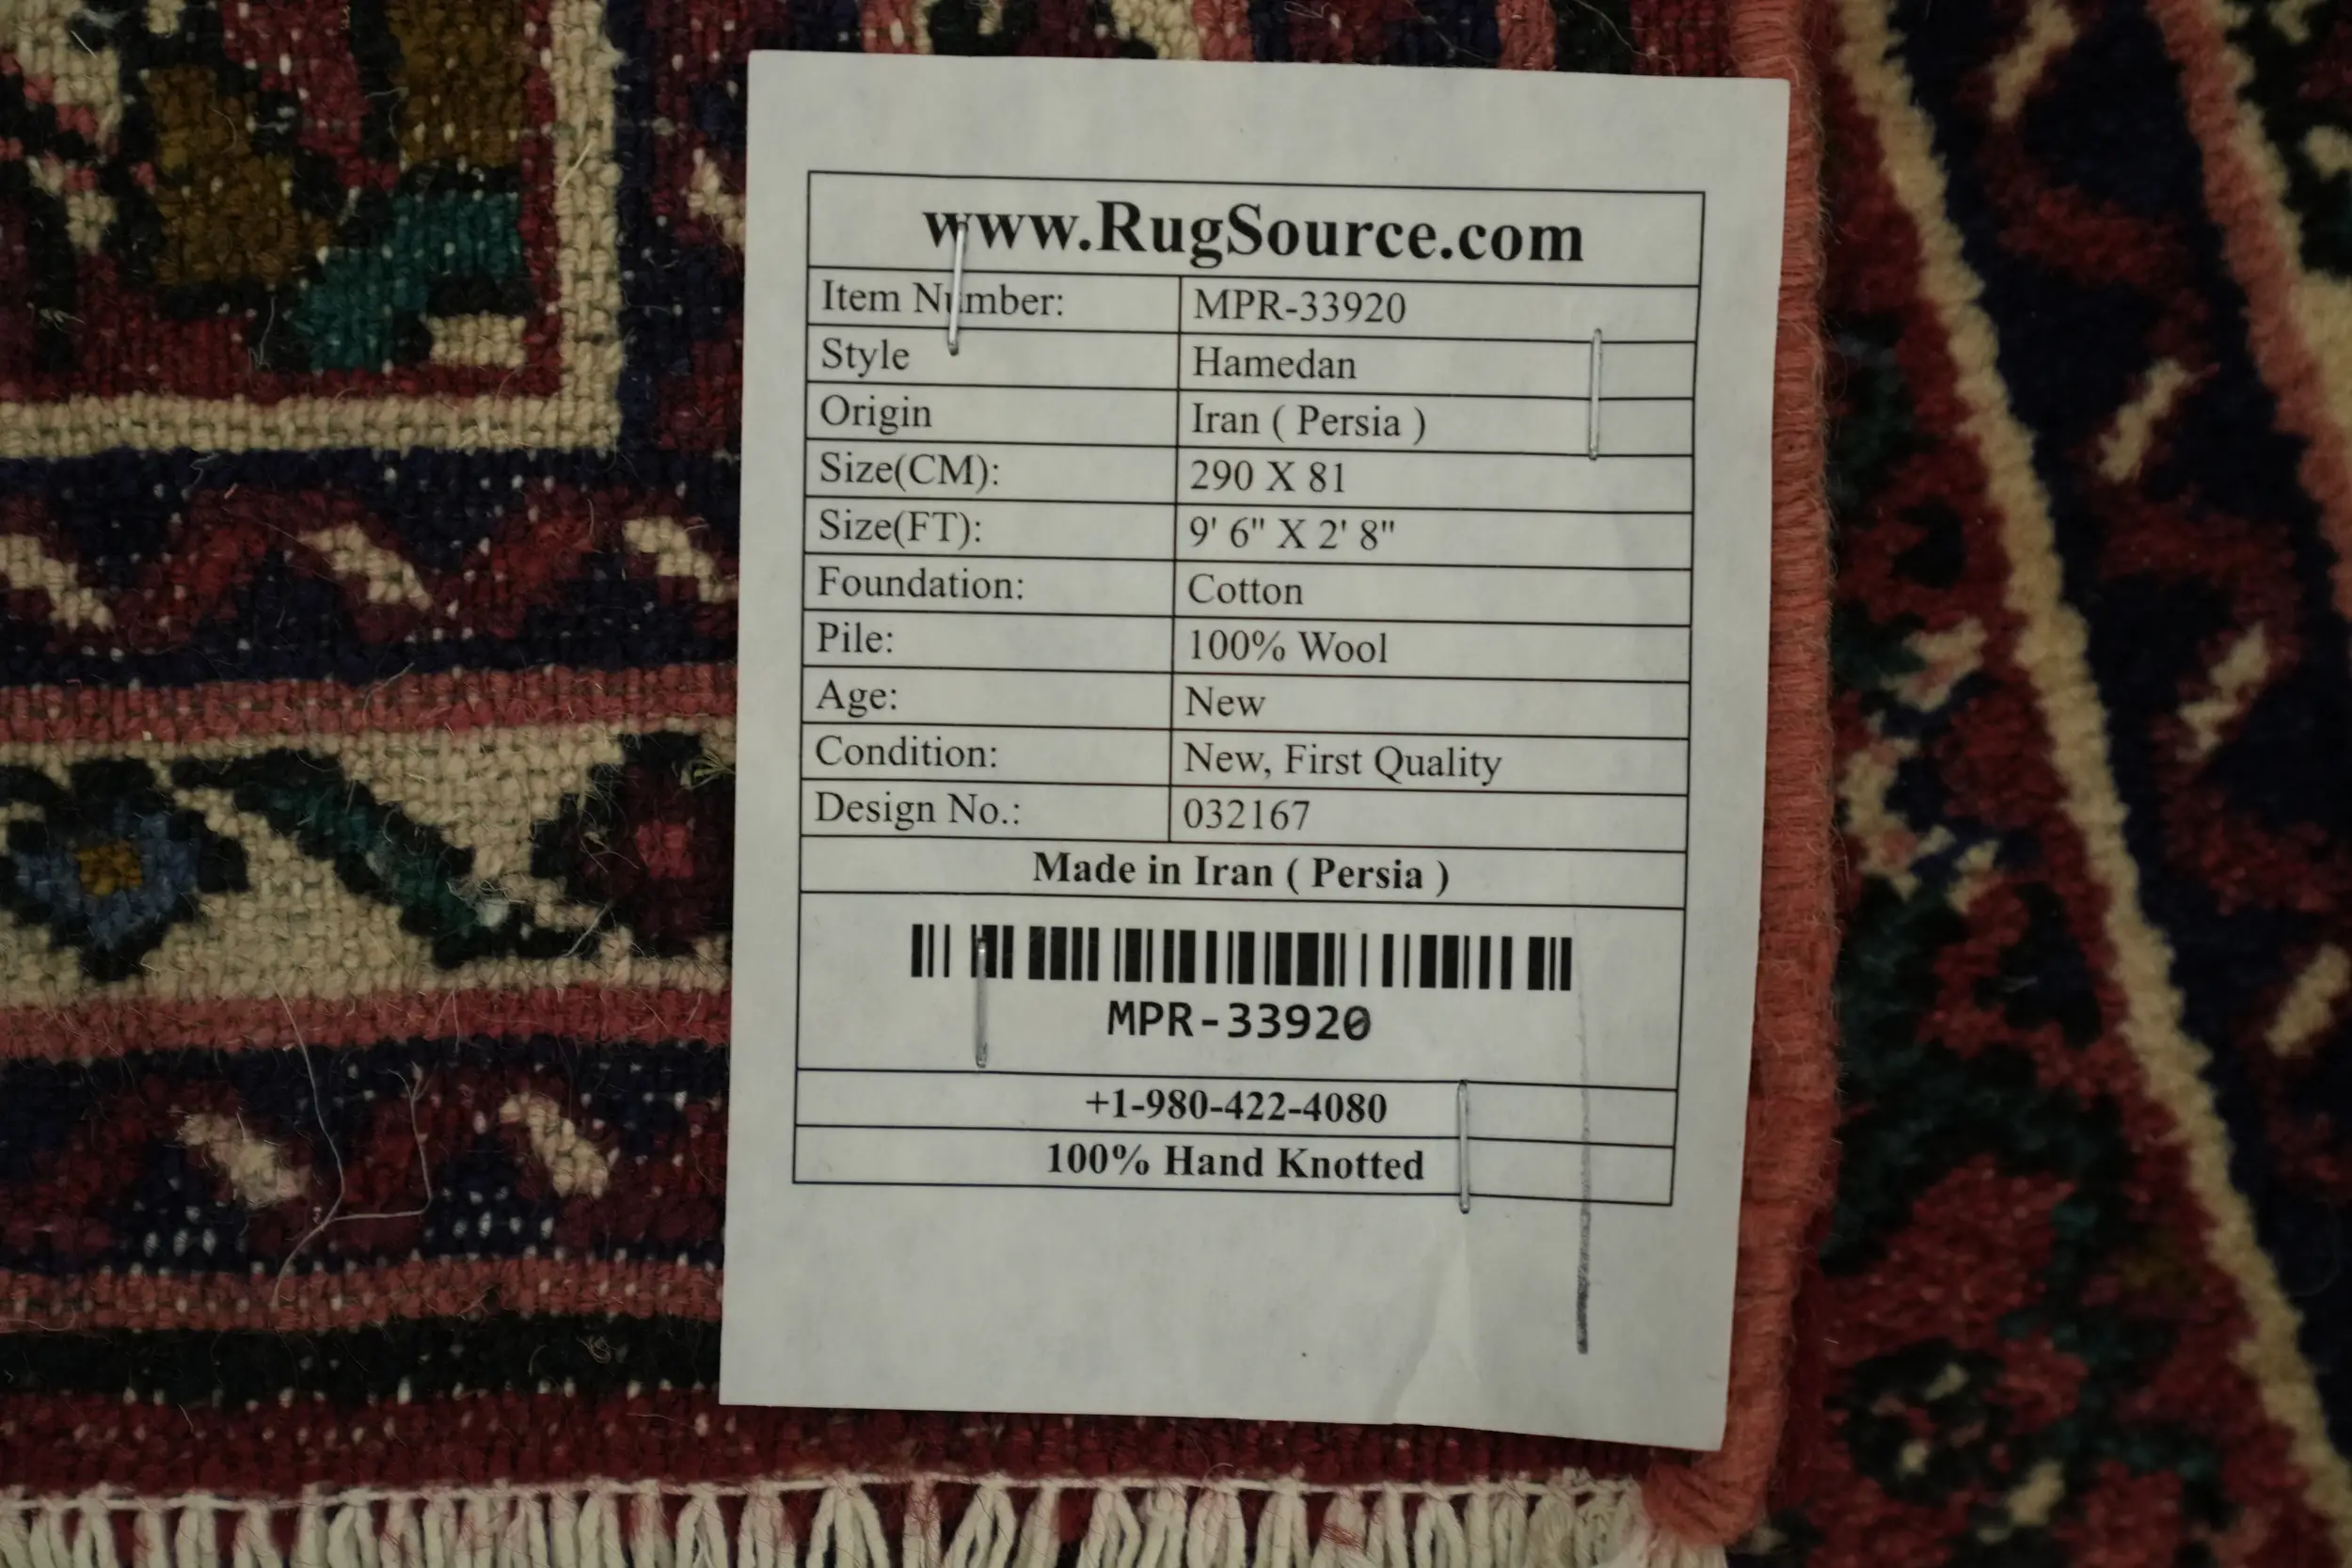 www.RugSource.com
Item Number: MPR-33920
Style Hamedan
Origin Iran ( Persia )
Size(CM): 290 X 81
Size(FT): 9' 6" X 2' 8"
Foundation: Cotton
Pile: 100% Wool
Age: New
Condition: New, First Quality
Design No.: 032167
Made in Iran ( Persia )
MPR-33920
+1-980-422-4080
100% Hand Knotted